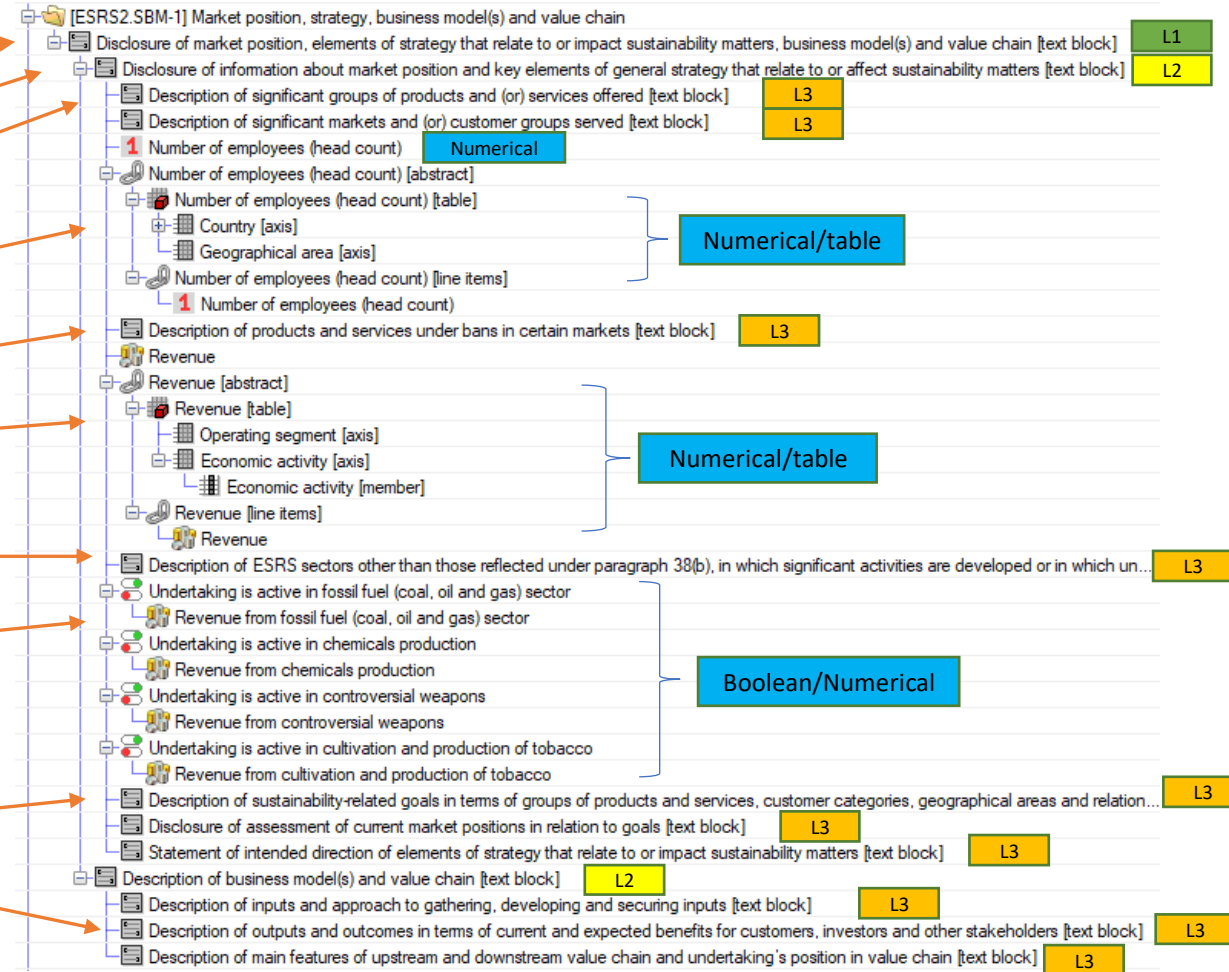 [ESRS2.SBM-1] Market position, strategy, business model(s) and value chain
Disclosure of market position, elements of strategy that relate to or impact sustainability matters, business model(s) and value chain [text block] L1
Disclosure of information about market position and key elements of general strategy that relate to or affect sustainability matters [text block] L2
Description of significant groups of products and (or) services offered [text block] L3
Description of significant markets and (or) customer groups served [text block] L3
1 Number of employees (head count) Numerical
Number of employees (head count) [abstract]
Number of employees (head count) [table]
Country [axis]
Numerical/table
Geographical area [axis]
Number of employees (head count) [line items]
1 Number of employees (head count)
Description of products and services under bans in certain markets [text block] L3
Revenue
Revenue [abstract]
Revenue [table]
Operating segment [axis]
Economic activity [axis] Numerical/table
Economic activity [member]
Revenue [line items]
Revenue
Description of ESRS sectors other than those reflected under paragraph 38(b), in which significant activities are developed or in which un... L3
Undertaking is active in fossil fuel (coal, oil and gas) sector
Revenue from fossil fuel (coal, oil and gas) sector
Undertaking is active in chemicals production
Revenue from chemicals production
Boolean/Numerical
Undertaking is active in controversial weapons
Revenue from controversial weapons
Undertaking is active in cultivation and production of tobacco
Revenue from cultivation and production of tobacco
Description of sustainability-related goals in terms of groups of products and services, customer categories, geographical areas and relation... L3
Disclosure of assessment of current market positions in relation to goals [text block] L3
Statement of intended direction of elements of strategy that relate to or impact sustainability matters [text block] L3
Description of business model(s) and value chain [text block] L2
Description of inputs and approach to gathering, developing and securing inputs [text block] L3
Description of outputs and outcomes in terms of current and expected benefits for customers, investors and other stakeholders [text block] L3
Description of main features of upstream and downstream value chain and undertaking's position in value chain [text block] L3